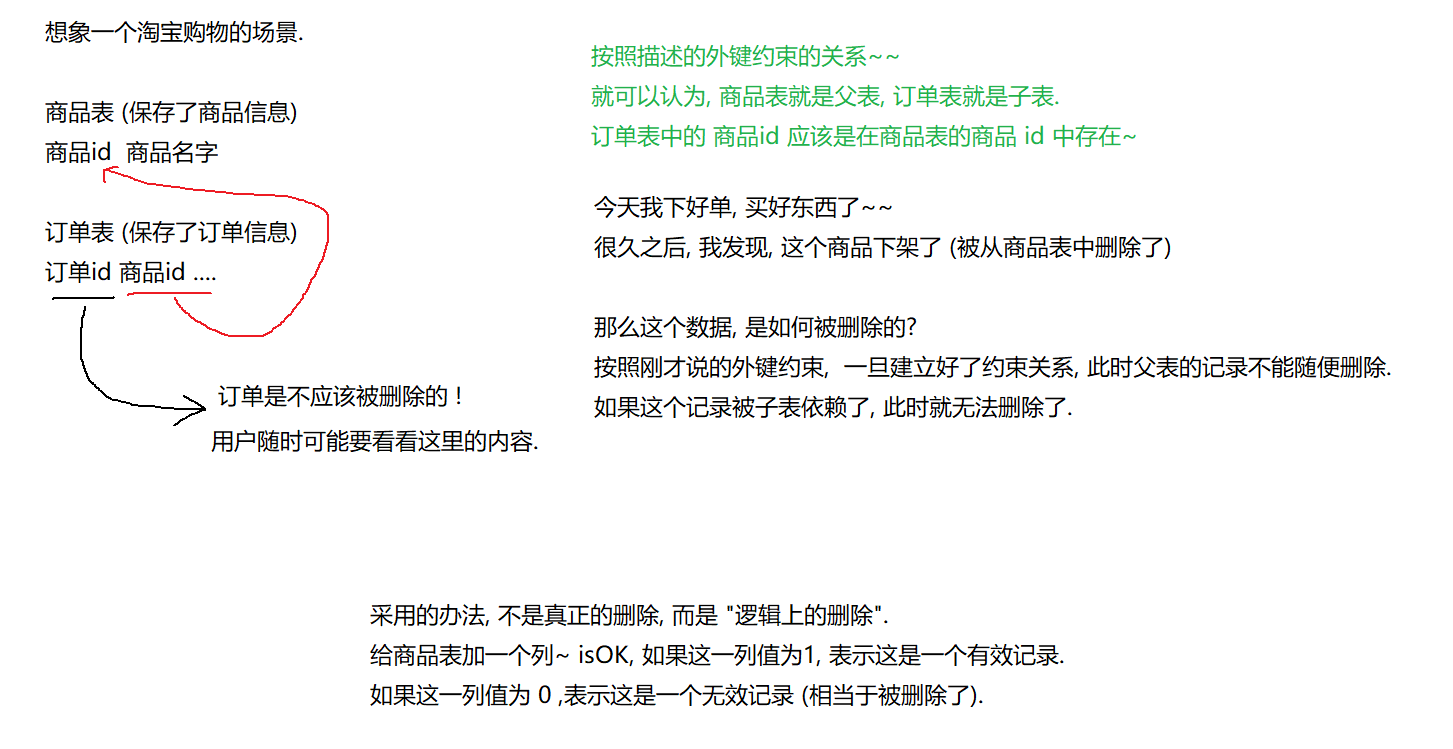 想象一个淘宝购物的场景.
商品表 (保存了商品信息)
商品id  商品名字
订单表 (保存了订单信息)
订单id 商品id ....
订单是不应该被删除的 !
用户随时可能要看看这里的内容.
按照描述的外键约束的关系~~
就可以认为, 商品表就是父表, 订单表就是子表.
订单表中的 商品id 应该是在商品表的商品 id 中存在~
今天我下好单, 买好东西了~~
很久之后, 我发现, 这个商品下架了 (被从商品表中删除了)
那么这个数据, 是如何被删除的?
按照刚才说的外键约束,  一旦建立好了约束关系, 此时父表的记录不能随便删除.
如果这个记录被子表依赖了, 此时就无法删除了.
采用的办法, 不是真正的删除, 而是 "逻辑上的删除".
给商品表加一个列~ isOK, 如果这一列值为1, 表示这是一个有效记录.
如果这一列值为 0 ,表示这是一个无效记录 (相当于被删除了).